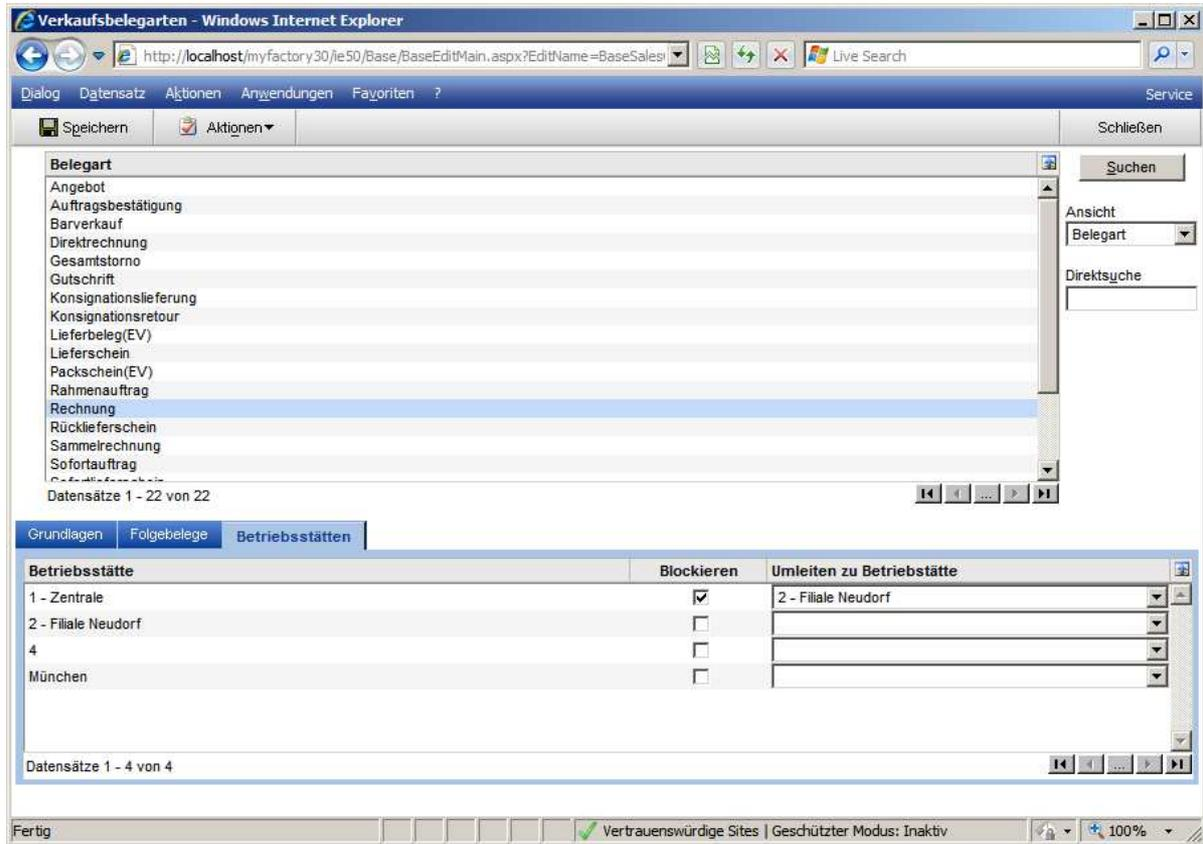 Verkaufsbelegarten - Windows Internet Explorer
http://localhost/myfactory30/ie50/Base/BaseEditMain.aspx?EditName=BaseSales
Live Search
Dialog Datensatz Aktionen Anwendungen Favoriten ? Service
Speichern Aktionen Schließen
Belegart
Suchen
Angebot
Auftragsbestätigung
Barverkauf
Direktrechnung
Gesamtstorno
Gutschrift
Konsignationslieferung
Konsignationsretour
Lieferbeleg(EV)
Lieferschein
Packschein(EV)
Rahmenauftrag
Rechnung
Rücklieferschein
Sammelrechnung
Sofortauftrag
Ansicht
Belegart
Direktsuche
Datensätze 1 - 22 von 22
...
Grundlagen Folgebelege Betriebsstätten
Betriebsstätte Blockieren Umleiten zu Betriebstätte
1 - Zentrale 2 - Filiale Neudorf
2 - Filiale Neudorf
4
München
Datensätze 1 - 4 von 4
...
Fertig Vertrauenswürdige Sites | Geschützter Modus: Inaktiv 100%